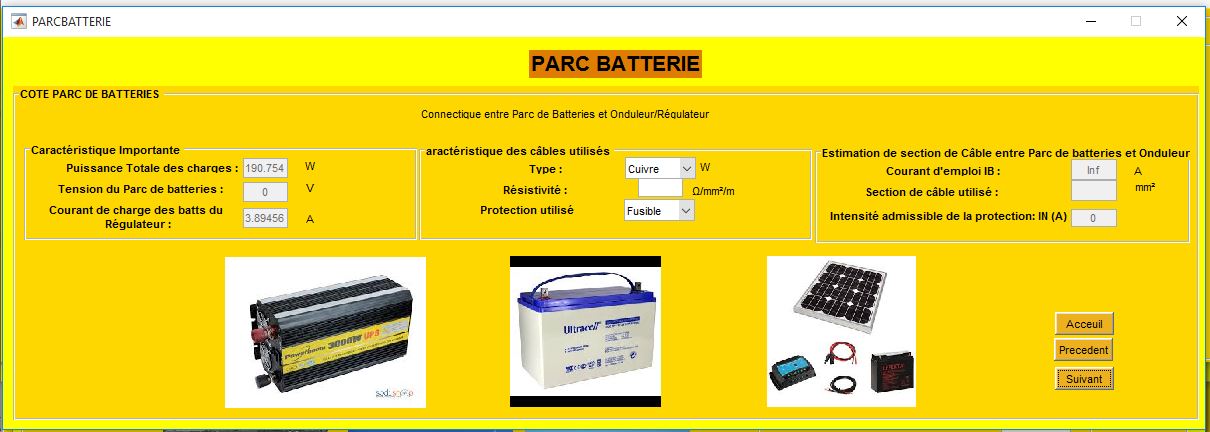 PARCBATTERIE
PARC BATTERIE
COTE PARC DE BATTERIES
Connectique entre Parc de Batteries et Onduleur/Régulateur
Caractéristique Importante
Puissance Totale des charges : 190.754 W
Tension du Parc de batteries : 0 V
Courant de charge des batts du
Régulateur : 3.89456 A
aractéristique des câbles utilisés
Type : Cuivre W
Résistivité : Ω/mm²/m
Protection utilisé Fusible
Estimation de section de Câble entre Parc de batteries et Onduleur
Courant d'emploi IB : Inf A
Section de câble utilisé : mm²
Intensité admissible de la protection: IN (A) 0
3000W UPS
Ultracell
Acceuil
Precedent
Suivant